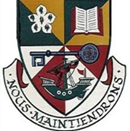 · NOUS · MAINTIENDRONS ·